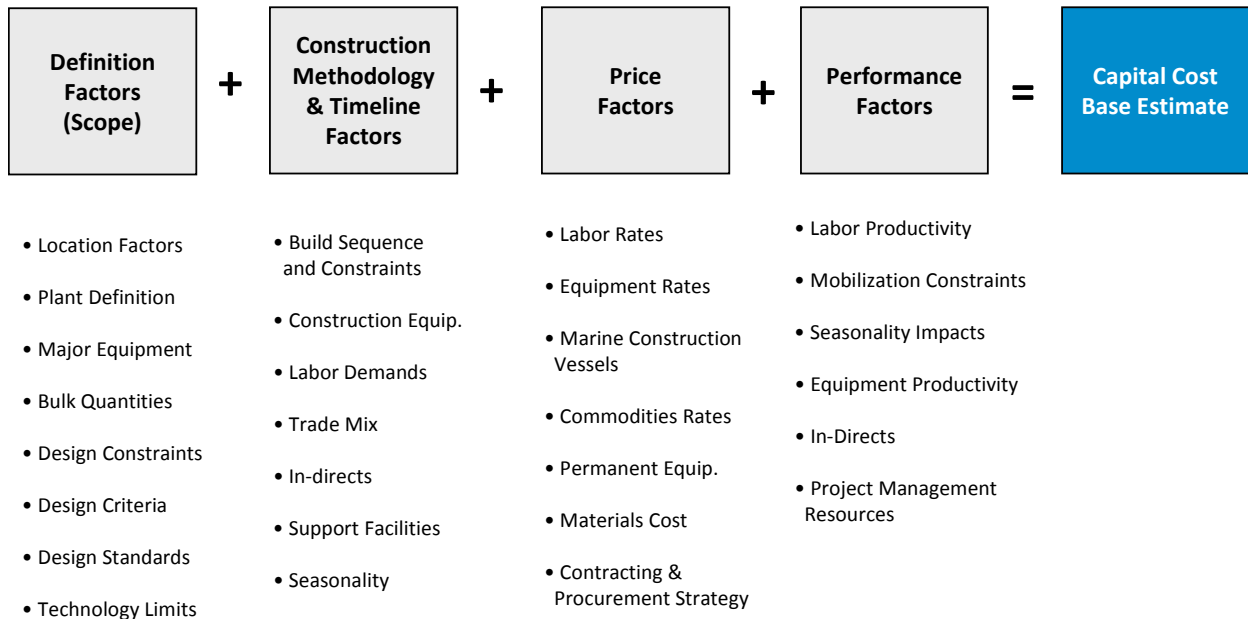 Definition
Factors
(Scope)
+
Construction
Methodology
& Timeline
Factors
+
Price
Factors
+
Performance
Factors
=
Capital Cost
Base Estimate
• Location Factors
• Plant Definition
• Major Equipment
• Bulk Quantities
• Design Constraints
• Design Criteria
• Design Standards
• Technology Limits
• Build Sequence
and Constraints
• Construction Equip.
• Labor Demands
• Trade Mix
• In-directs
• Support Facilities
• Seasonality
• Labor Rates
• Equipment Rates
• Marine Construction
Vessels
• Commodities Rates
• Permanent Equip.
• Materials Cost
• Contracting &
Procurement Strategy
• Labor Productivity
• Mobilization Constraints
• Seasonality Impacts
• Equipment Productivity
• In-Directs
• Project Management
Resources